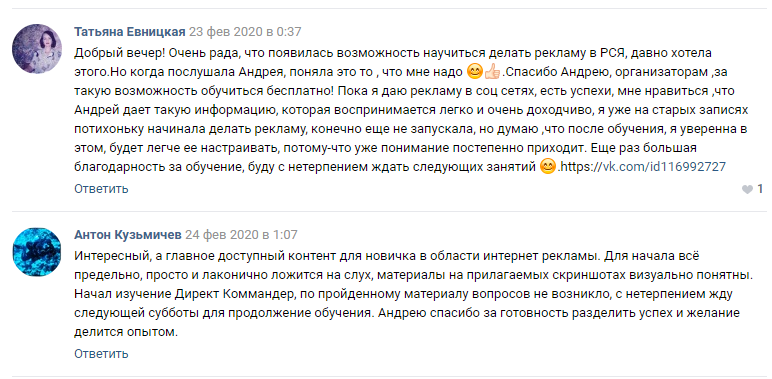 Татьяна Евницкая 23 фев 2020 в 0:37
Добрый вечер! Очень рада, что появилась возможность научиться делать рекламу в РСЯ, давно хотела
этого.Но когда послушала Андрея, поняла это то , что мне надо 😊👍🏻.Спасибо Андрею, организаторам ,за
такую возможность обучиться бесплатно! Пока я даю рекламу в соц сетях, есть успехи, мне нравиться ,что
Андрей дает такую информацию, которая воспринимается легко и очень доходчиво, я уже на старых записях
потихоньку начинала делать рекламу, конечно еще не запускала, но думаю ,что после обучения, я уверенна в
этом, будет легче ее настраивать, потому-что уже понимание постепенно приходит. Еще раз большая
благодарность за обучение, буду с нетерпением ждать следующих занятий 😊.https://vk.com/id116992727
Ответить
1
Антон Кузьмичев 24 фев 2020 в 1:07
Интересный, а главное доступный контент для новичка в области интернет рекламы. Для начала всё
предельно, просто и лаконично ложится на слух, материалы на прилагаемых скриншотах визуально понятны.
Начал изучение Директ Коммандер, по пройденному материалу вопросов не возникло, с нетерпением жду
следующей субботы для продолжение обучения. Андрею спасибо за готовность разделить успех и желание
делится опытом.
Ответить